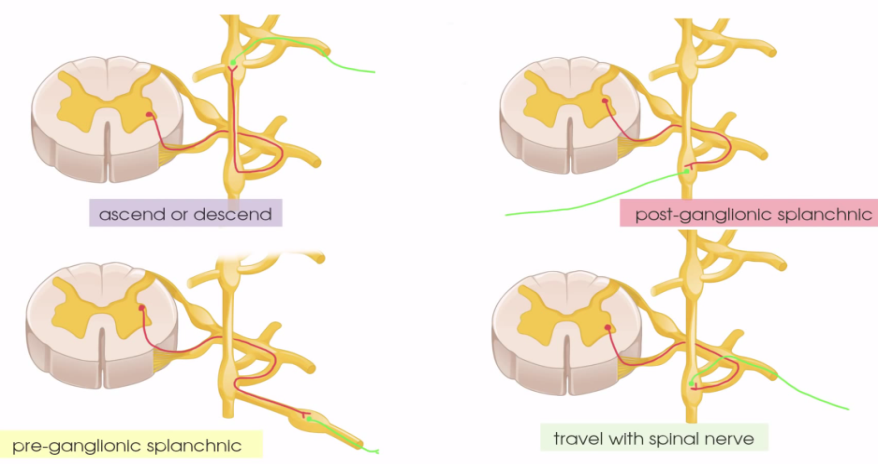 ascend or descend
post-ganglionic splanchnic
pre-ganglionic splanchnic
travel with spinal nerve